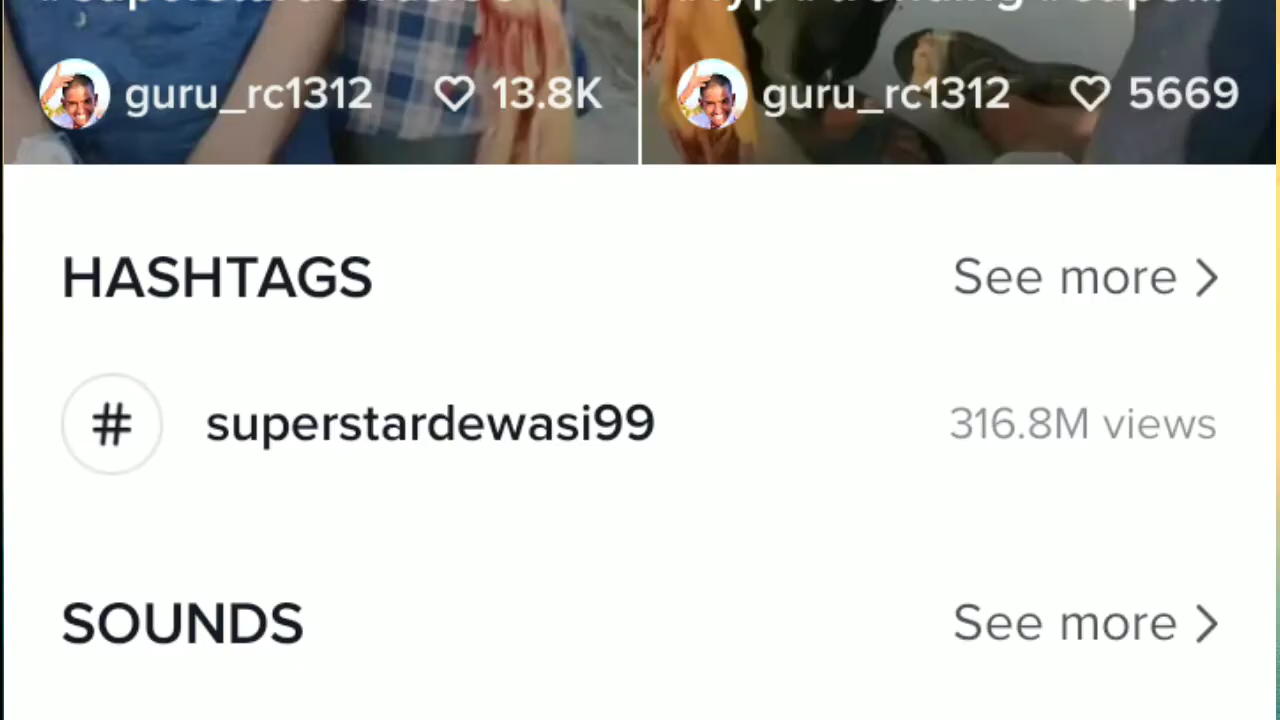 guru_rc1312 13.8K
guru_rc1312 5669
HASHTAGS See more
# superstardewasi99 316.8M views
SOUNDS See more